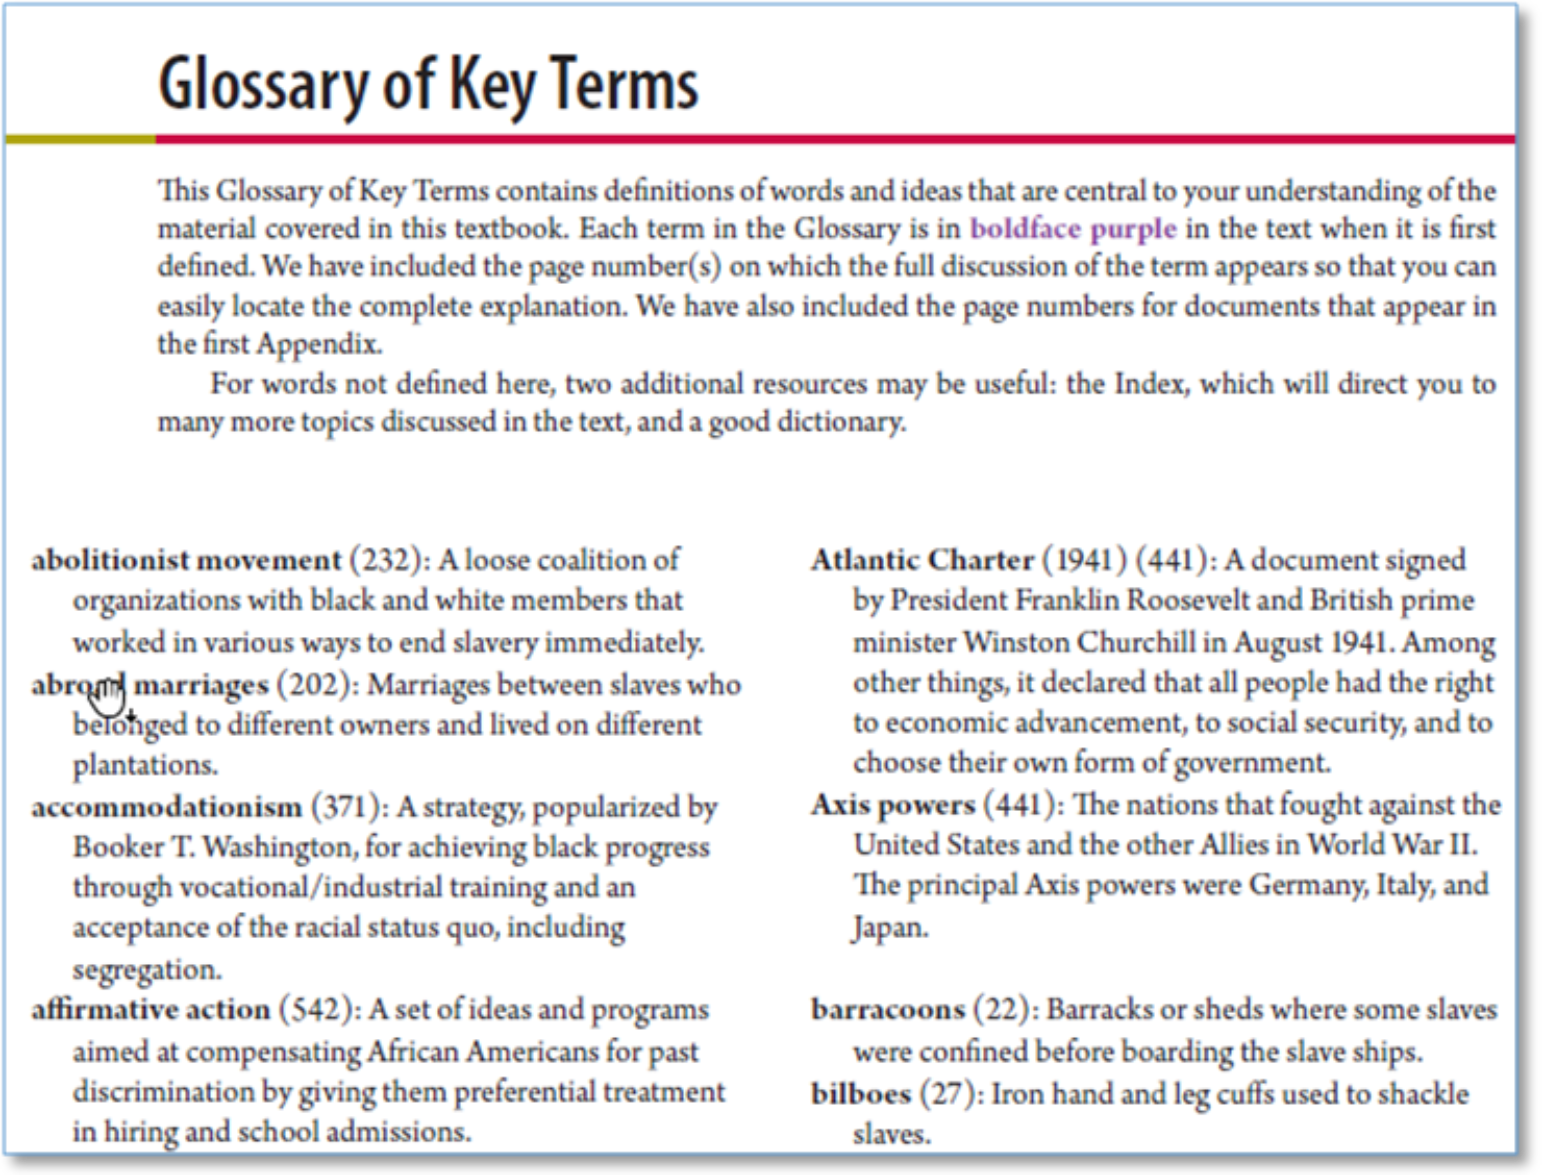 Glossary of Key Terms
This Glossary of Key Terms contains definitions of words and ideas that are central to your understanding of the
material covered in this textbook. Each term in the Glossary is in boldface purple in the text when it is first
defined. We have included the page number(s) on which the full discussion of the term appears so that you can
easily locate the complete explanation. We have also included the page numbers for documents that appear in
the first Appendix.
For words not defined here, two additional resources may be useful: the Index, which will direct you to
many more topics discussed in the text, and a good dictionary.
abolitionist movement (232): A loose coalition of
organizations with black and white members that
worked in various ways to end slavery immediately.
abroad marriages (202): Marriages between slaves who
belonged to different owners and lived on different
plantations.
accommodationism (371): A strategy, popularized by
Booker T. Washington, for achieving black progress
through vocational/industrial training and an
acceptance of the racial status quo, including
segregation.
affirmative action (542): A set of ideas and programs
aimed at compensating African Americans for past
discrimination by giving them preferential treatment
in hiring and school admissions.
Atlantic Charter (1941) (441): A document signed
by President Franklin Roosevelt and British prime
minister Winston Churchill in August 1941. Among
other things, it declared that all people had the right
to economic advancement, to social security, and to
choose their own form of government.
Axis powers (441): The nations that fought against the
United States and the other Allies in World War II.
The principal Axis powers were Germany, Italy, and
Japan.
barracoons (22): Barracks or sheds where some slaves
were confined before boarding the slave ships.
bilboes (27): Iron hand and leg cuffs used to shackle
slaves.